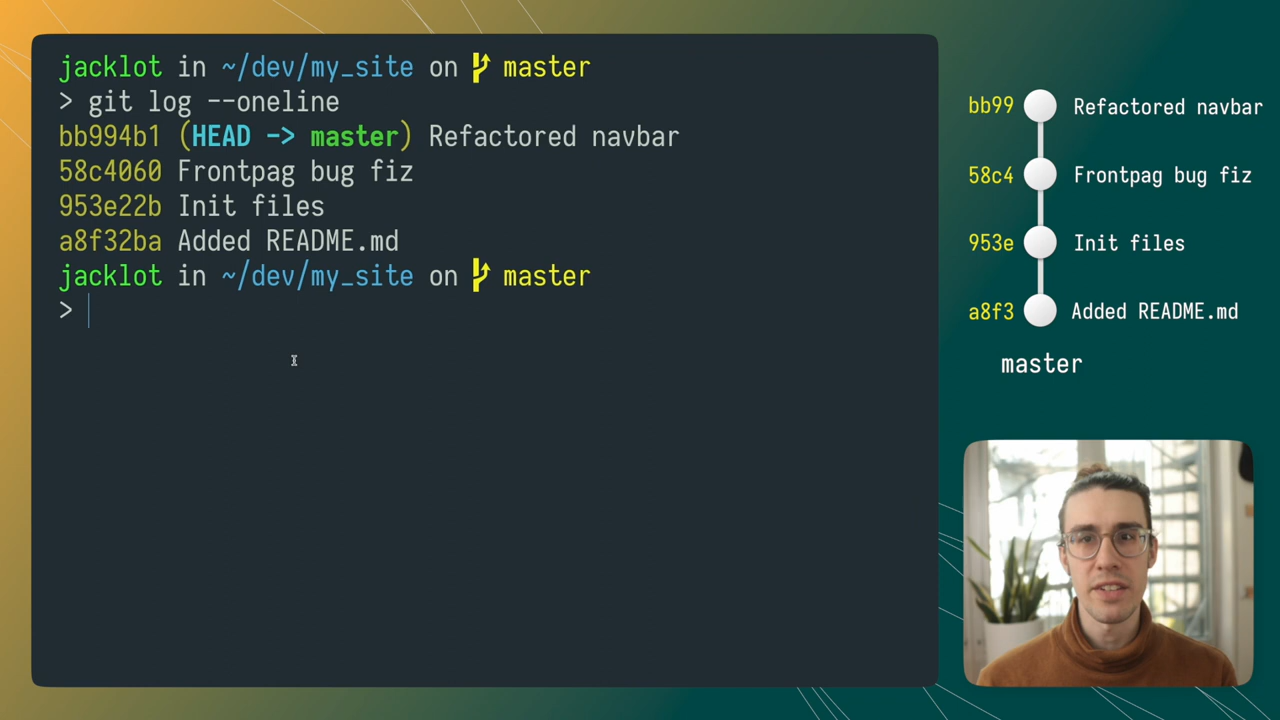 jacklot in ~/dev/my_site on master
> git log --oneline
bb994b1 (HEAD -> master) Refactored navbar
58c4060 Frontpag bug fiz
953e22b Init files
a8f32ba Added README.md
jacklot in ~/dev/my_site on master
>
bb99 Refactored navbar
58c4 Frontpag bug fiz
953e Init files
a8f3 Added README.md
master